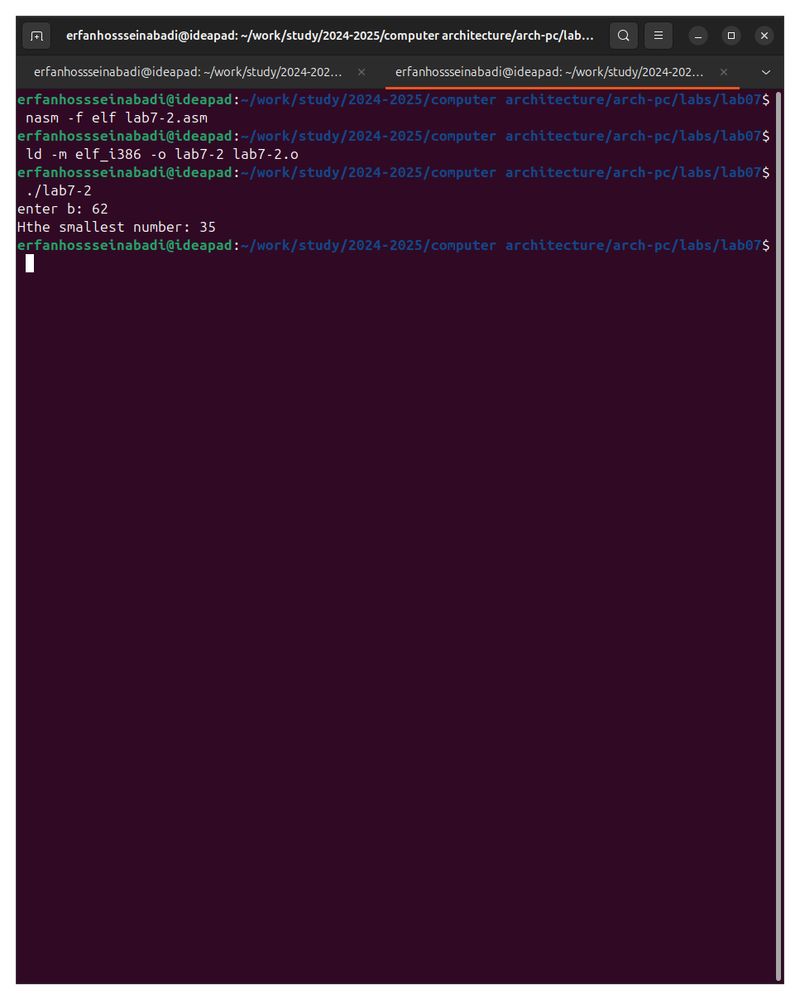 erfanhossseinabadi@ideapad: ~/work/study/2024-2025/computer architecture/arch-pc/lab…
erfanhossseinabadi@ideapad: ~/work/study/2024-202…
erfanhossseinabadi@ideapad: ~/work/study/2024-202…
erfanhossseinabadi@ideapad:~/work/study/2024-2025/computer architecture/arch-pc/labs/lab07$
nasm -f elf lab7-2.asm
erfanhossseinabadi@ideapad:~/work/study/2024-2025/computer architecture/arch-pc/labs/lab07$
ld -m elf_i386 -o lab7-2 lab7-2.o
erfanhossseinabadi@ideapad:~/work/study/2024-2025/computer architecture/arch-pc/labs/lab07$
./lab7-2
enter b: 62
Hthe smallest number: 35
erfanhossseinabadi@ideapad:~/work/study/2024-2025/computer architecture/arch-pc/labs/lab07$